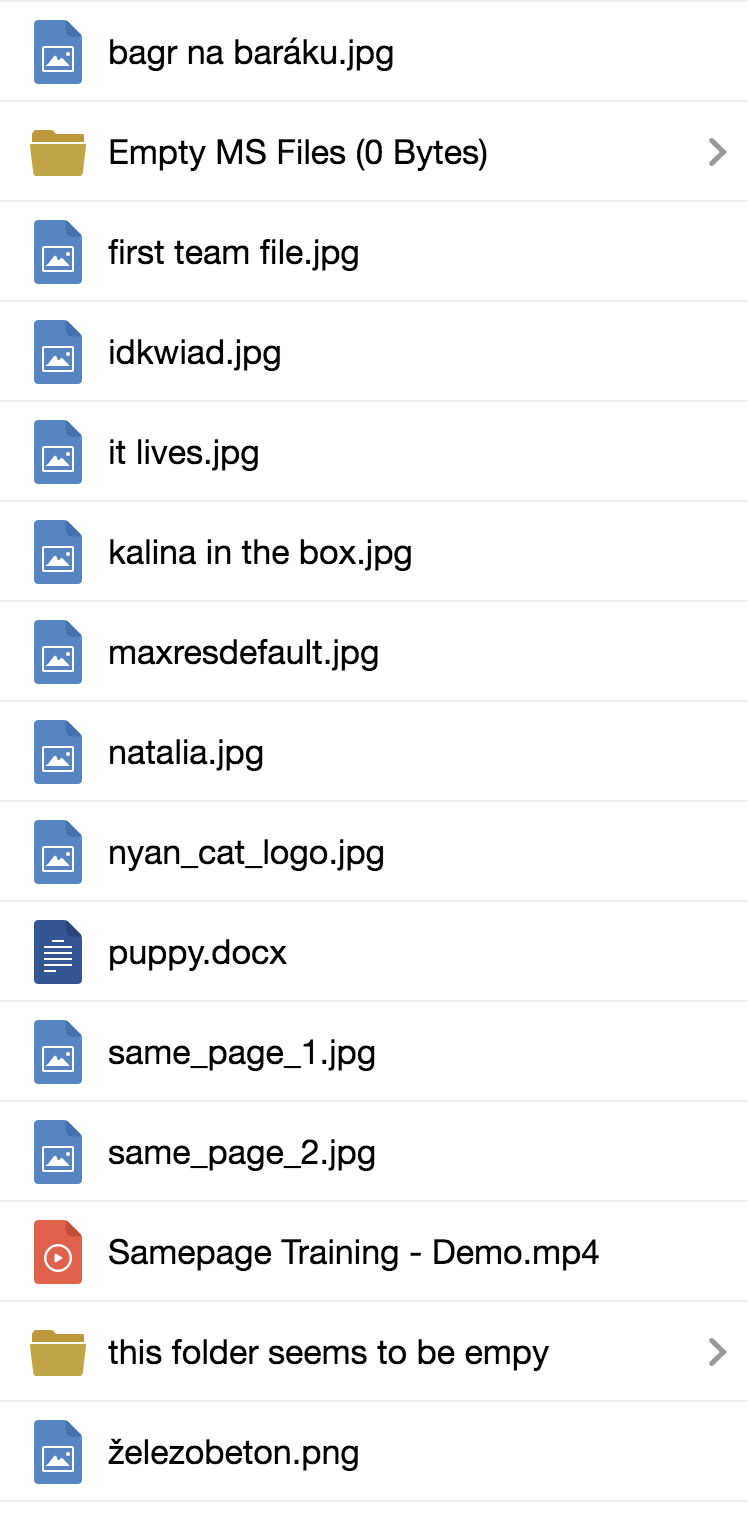 bagr na baráku.jpg
Empty MS Files (0 Bytes)
first team file.jpg
idkwiad.jpg
it lives.jpg
kalina in the box.jpg
maxresdefault.jpg
natalia.jpg
nyan_cat_logo.jpg
puppy.docx
same_page_1.jpg
same_page_2.jpg
Samepage Training - Demo.mp4
this folder seems to be empy
železobeton.png